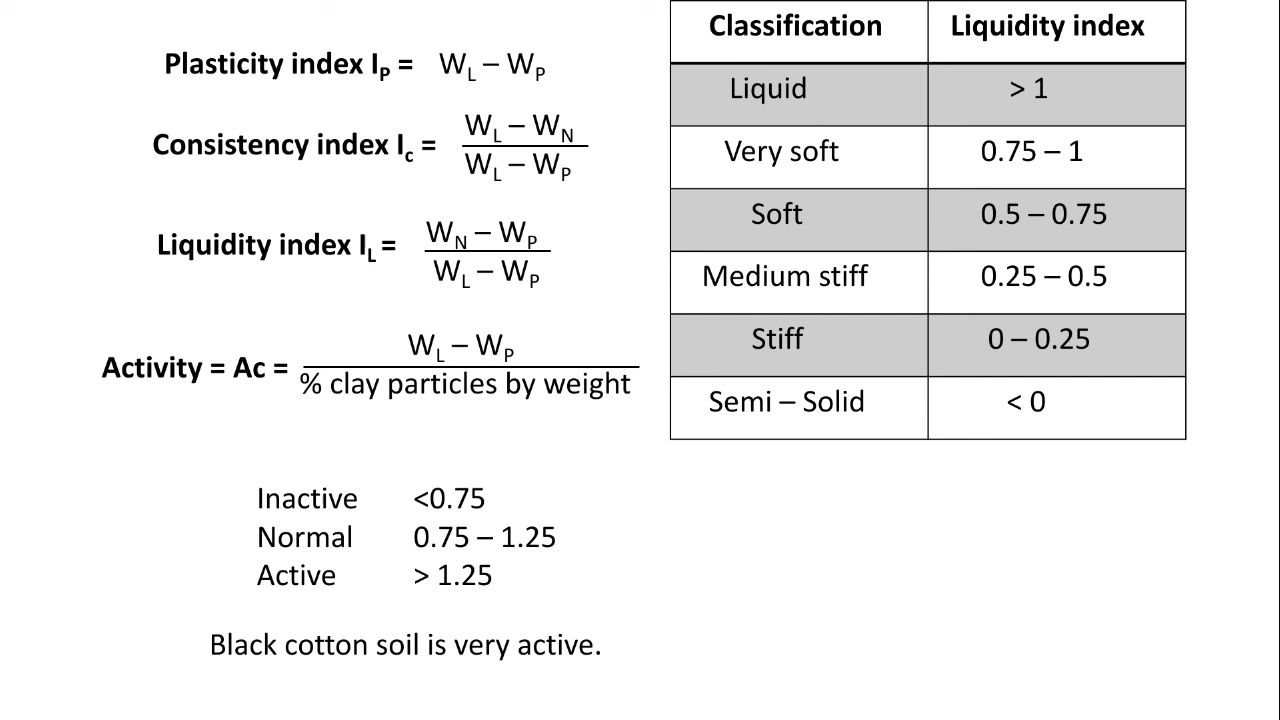 Plasticity index I_P = W_L – W_P
Consistency index I_c =
W_L – W_N
W_L – W_P
Liquidity index I_L =
W_N – W_P
W_L – W_P
Activity = Ac =
W_L – W_P
% clay particles by weight
Inactive <0.75
Normal 0.75 – 1.25
Active > 1.25
Black cotton soil is very active.
Classification Liquidity index
Liquid > 1
Very soft 0.75 – 1
Soft 0.5 – 0.75
Medium stiff 0.25 – 0.5
Stiff 0 – 0.25
Semi – Solid < 0